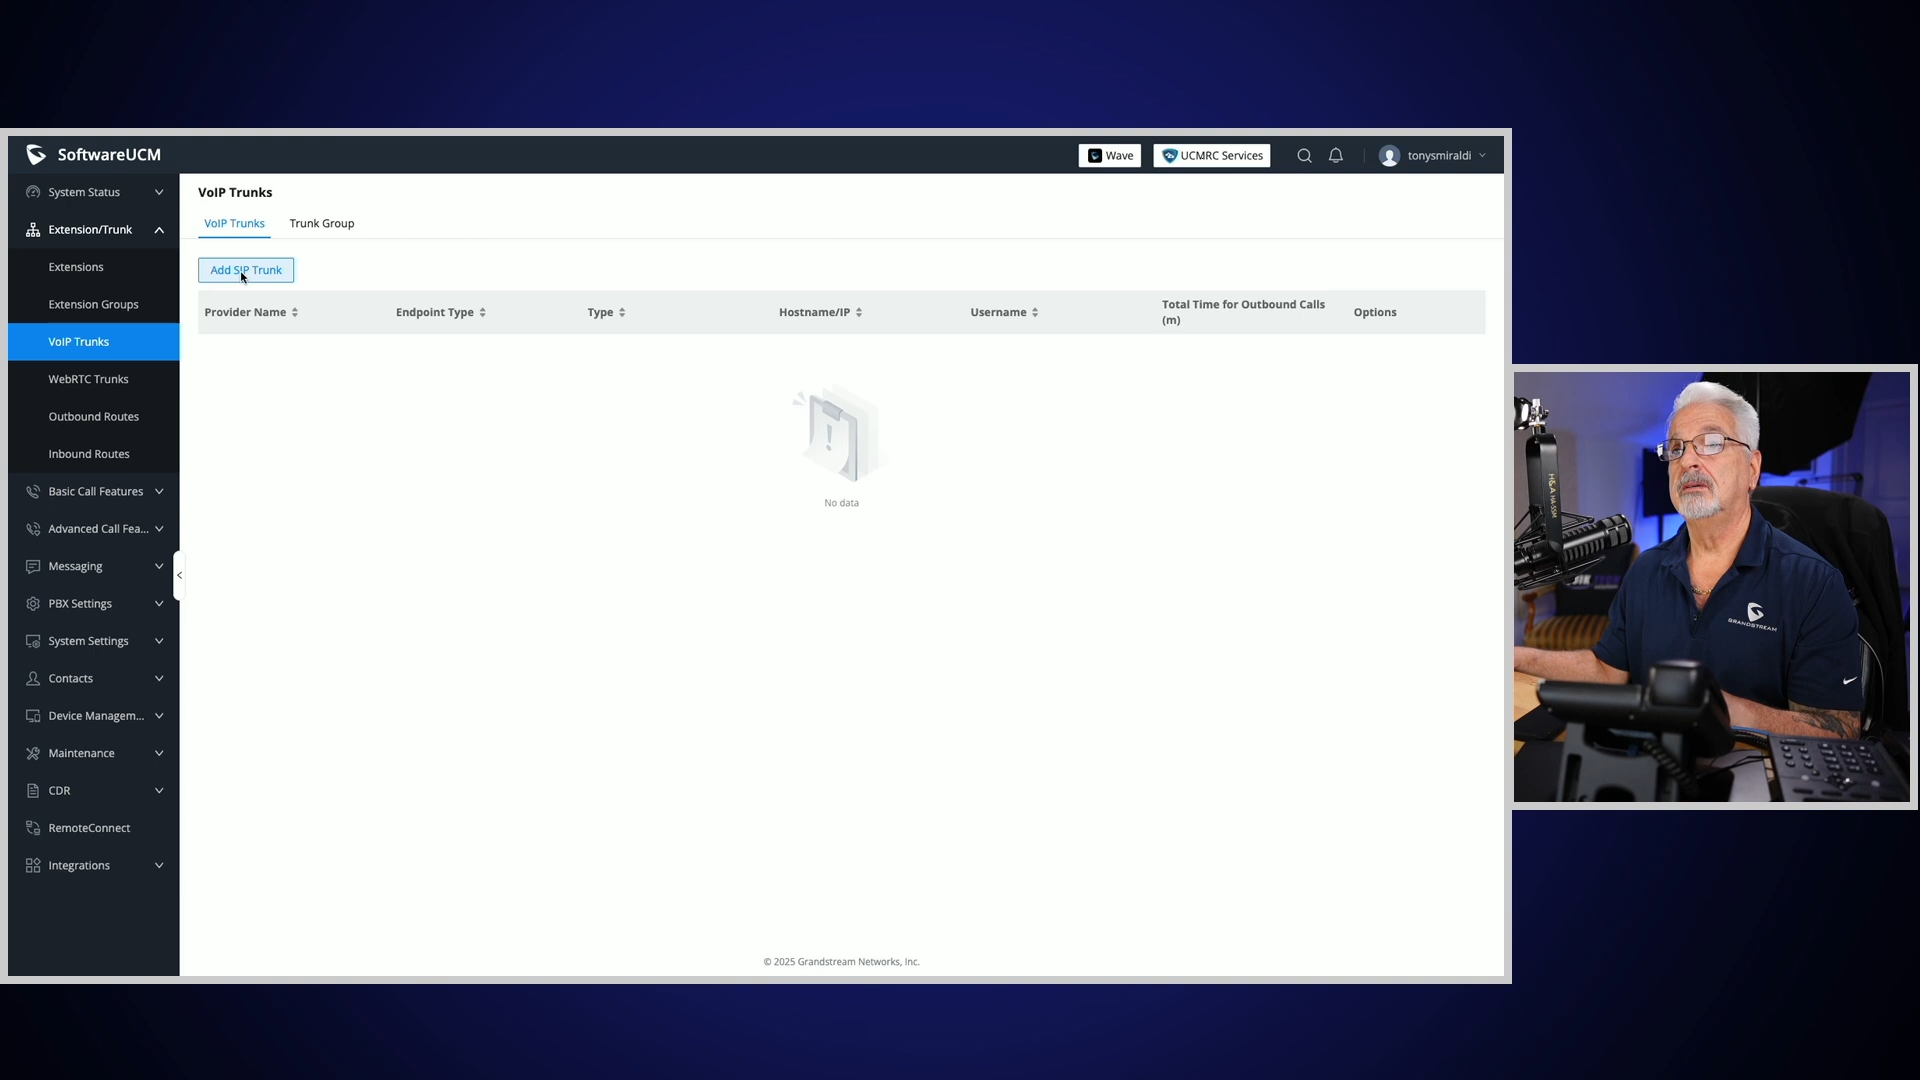 SoftwareUCM
Wave
UCMRC Services
tonysmiraldi
System Status
Extension/Trunk
Extensions
Extension Groups
VoIP Trunks
WebRTC Trunks
Outbound Routes
Inbound Routes
Basic Call Features
Advanced Call Fea...
Messaging
PBX Settings
System Settings
Contacts
Device Managem...
Maintenance
CDR
RemoteConnect
Integrations
VoIP Trunks
VoIP Trunks
Trunk Group
Add SIP Trunk
Provider Name
Endpoint Type
Type
Hostname/IP
Username
Total Time for Outbound Calls
(m)
Options
No data
© 2025 Grandstream Networks, Inc.
H&A HA-SSM
GRANDSTREAM